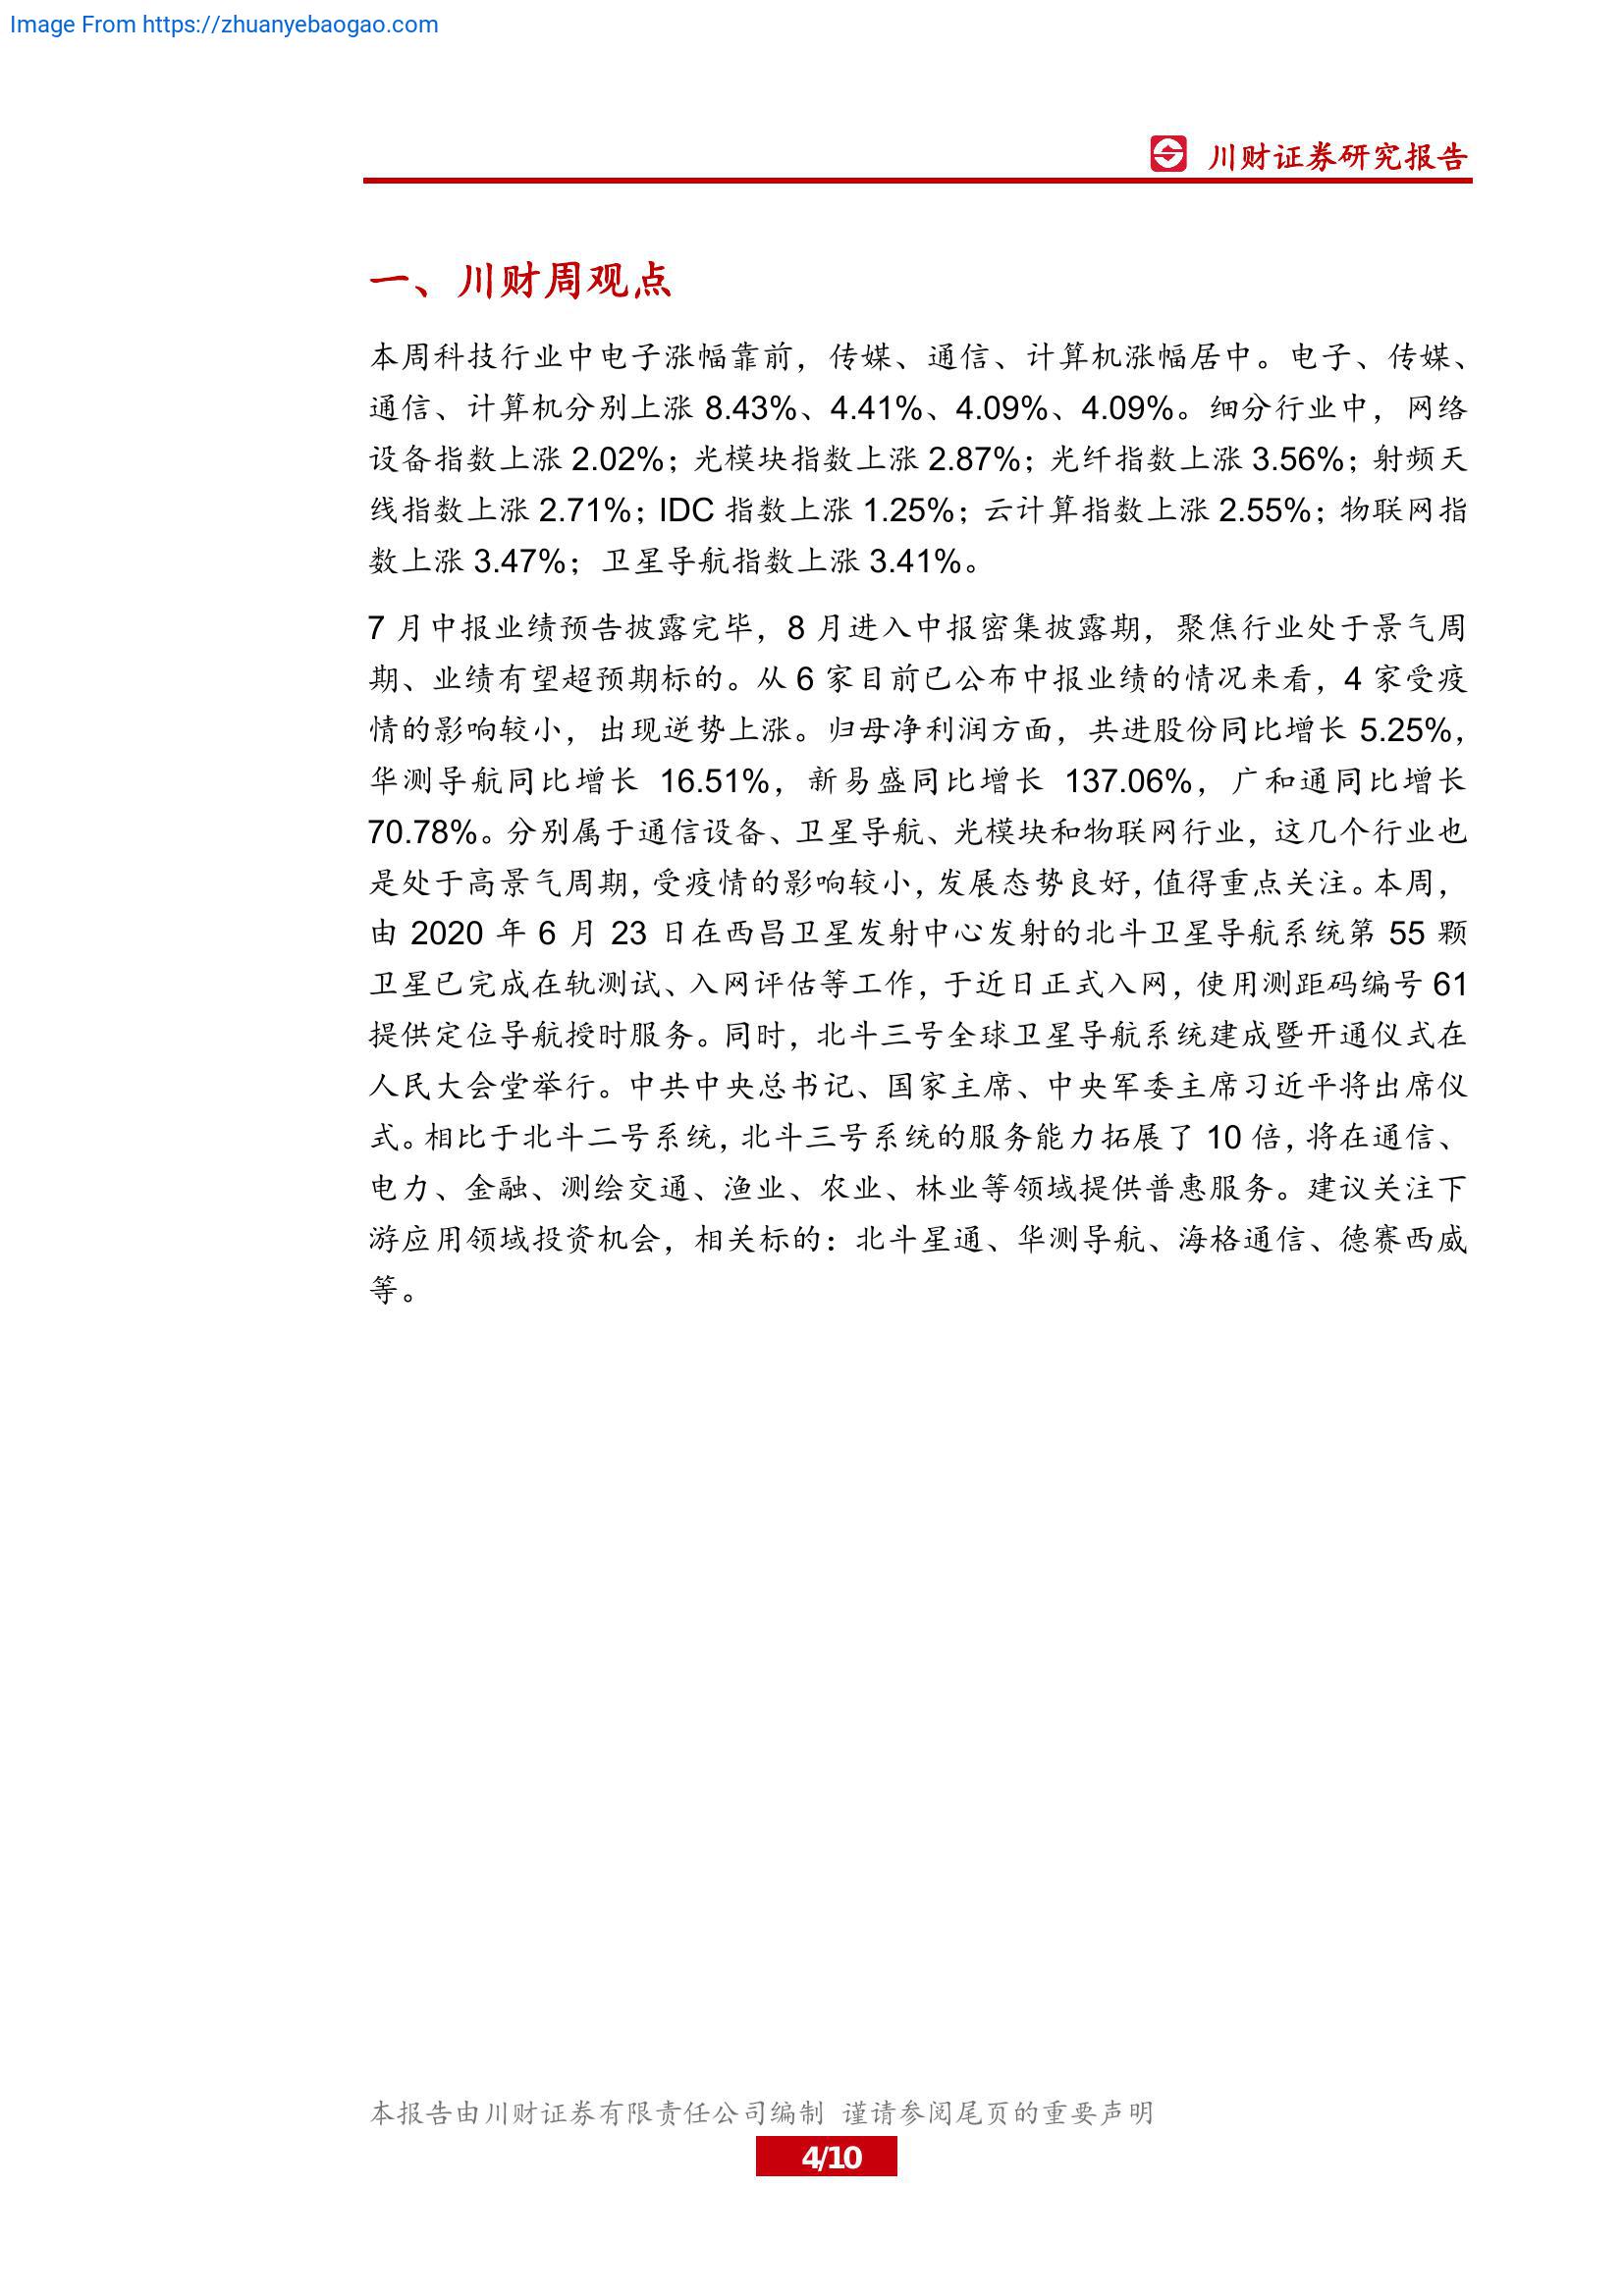 Image From https://zhuanyebaogao.com
川财证券研究报告
一、川财周观点
本周科技行业中电子涨幅靠前，传媒、通信、计算机涨幅居中。电子、传媒、
通信、计算机分别上涨 8.43%、4.41%、4.09%、4.09%。细分行业中，网络
设备指数上涨 2.02%；光模块指数上涨 2.87%；光纤指数上涨 3.56%；射频天
线指数上涨 2.71%；IDC 指数上涨 1.25%；云计算指数上涨 2.55%；物联网指
数上涨 3.47%；卫星导航指数上涨 3.41%。
7 月中报业绩预告披露完毕，8 月进入中报密集披露期，聚焦行业处于景气周
期、业绩有望超预期标的。从 6 家目前已公布中报业绩的情况来看，4 家受疫
情的影响较小，出现逆势上涨。归母净利润方面，共进股份同比增长 5.25%，
华测导航同比增长 16.51%，新易盛同比增长 137.06%，广和通同比增长
70.78%。分别属于通信设备、卫星导航、光模块和物联网行业，这几个行业也
是处于高景气周期，受疫情的影响较小，发展态势良好，值得重点关注。本周，
由 2020 年 6 月 23 日在西昌卫星发射中心发射的北斗卫星导航系统第 55 颗
卫星已完成在轨测试、入网评估等工作，于近日正式入网，使用测距码编号 61
提供定位导航授时服务。同时，北斗三号全球卫星导航系统建成暨开通仪式在
人民大会堂举行。中共中央总书记、国家主席、中央军委主席习近平将出席仪
式。相比于北斗二号系统，北斗三号系统的服务能力拓展了 10 倍，将在通信、
电力、金融、测绘交通、渔业、农业、林业等领域提供普惠服务。建议关注下
游应用领域投资机会，相关标的：北斗星通、华测导航、海格通信、德赛西威
等。
本报告由川财证券有限责任公司编制 谨请参阅尾页的重要声明
4/10